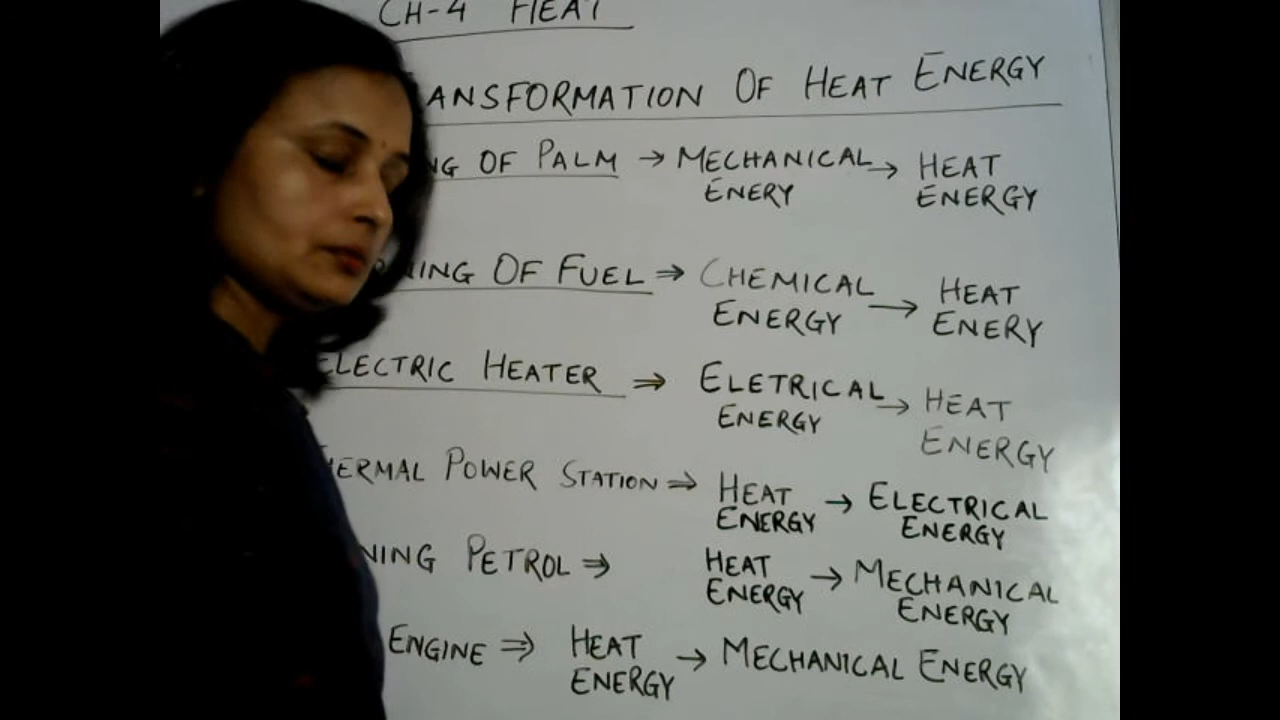 CH-4 HEAT
ANSFORMATION OF HEAT ENERGY
NG OF PALM → MECHANICAL → HEAT
ENERY ENERGY
NING OF FUEL ⇒ CHEMICAL → HEAT
ENERGY ENERY
ELECTRIC HEATER ⇒ ELETRICAL → HEAT
ENERGY ENERGY
HERMAL POWER STATION ⇒ HEAT → ELECTRICAL
ENERGY ENERGY
NING PETROL ⇒ HEAT → MECHANICAL
ENERGY ENERGY
ENGINE ⇒ HEAT → MECHANICAL ENERGY
ENERGY